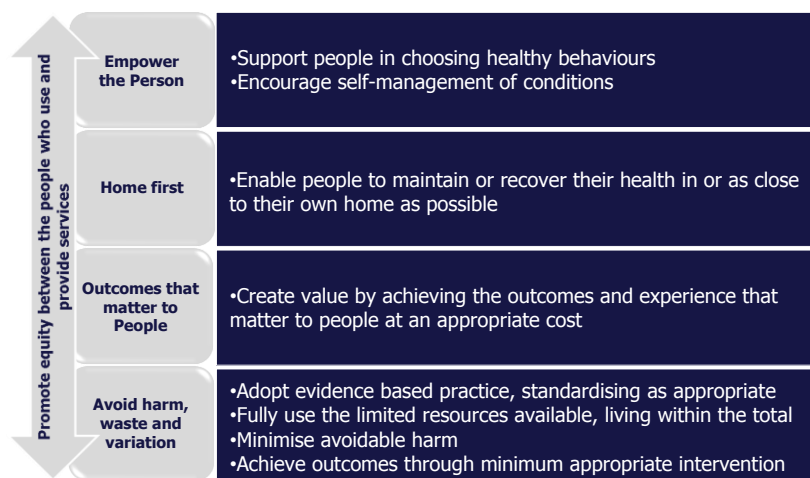 Promote equity between the people who use and
provide services
Empower
the Person
•Support people in choosing healthy behaviours
•Encourage self-management of conditions
Home first
•Enable people to maintain or recover their health in or as close
to their own home as possible
Outcomes that
matter to
People
•Create value by achieving the outcomes and experience that
matter to people at an appropriate cost
Avoid harm,
waste and
variation
•Adopt evidence based practice, standardising as appropriate
•Fully use the limited resources available, living within the total
•Minimise avoidable harm
•Achieve outcomes through minimum appropriate intervention